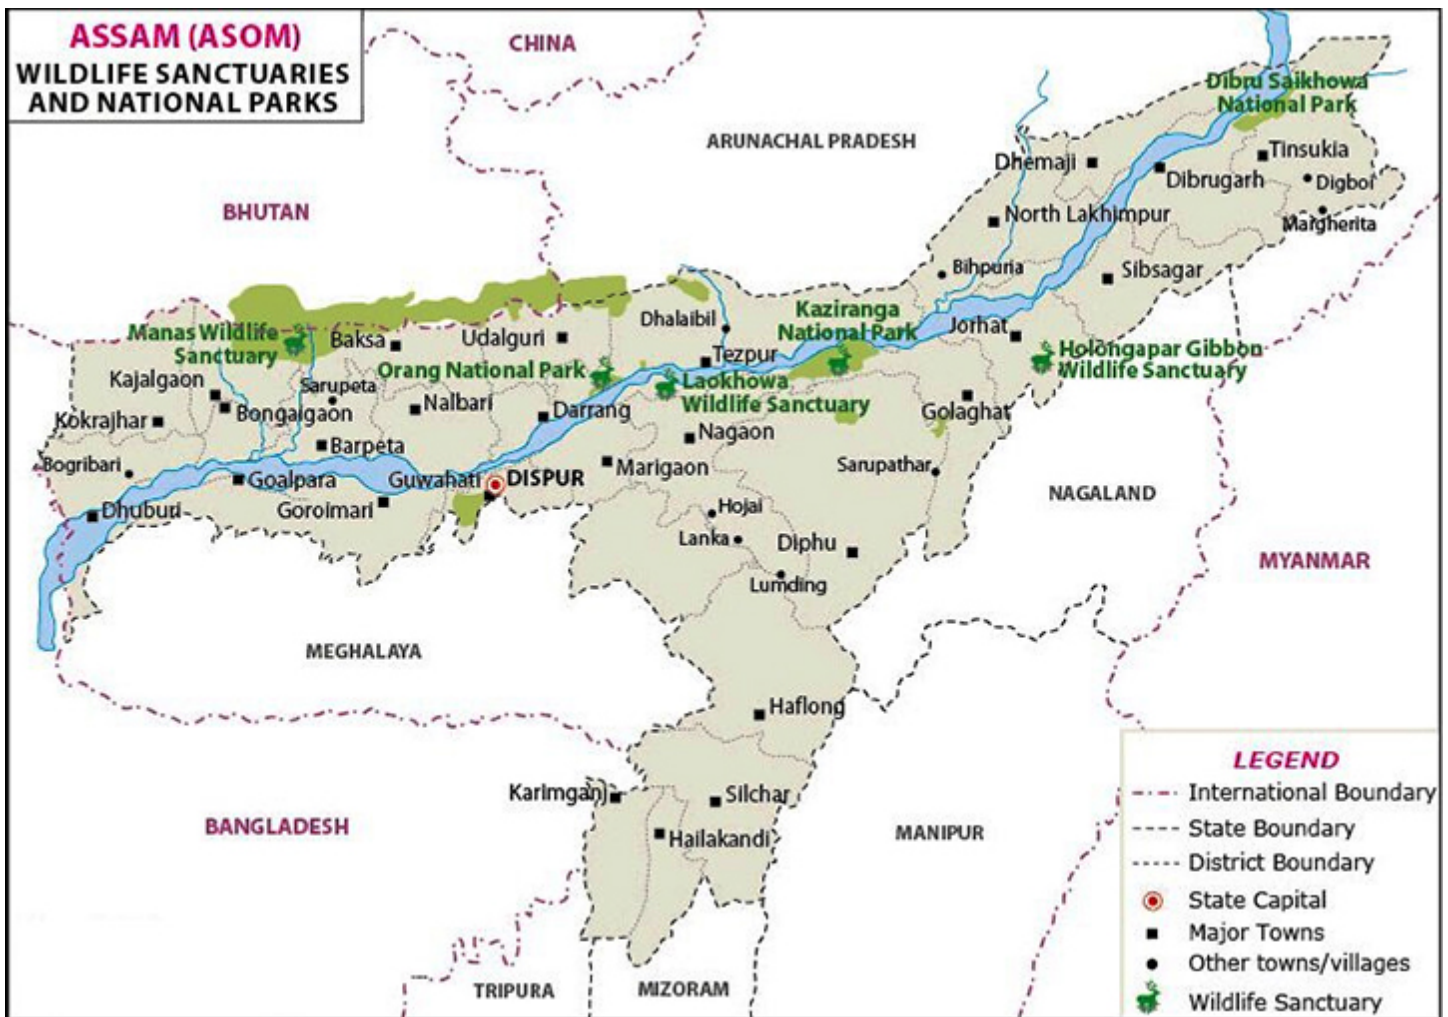 ASSAM (ASOM)
WILDLIFE SANCTUARIES
AND NATIONAL PARKS
CHINA
Dibru Saikhowa
National Park
ARUNACHAL PRADESH
Dhemaji
Tinsukia
Dibrugarh
Digboi
BHUTAN
North Lakhimpur
Margherita
Bihpuria
Sibsagar
Manas Wildlife
Sanctuary
Baksa
Udalguri
Dhalaibil
Kaziranga
National Park
Jorhat
Tezpur
Holongapar Gibbon
Wildlife Sanctuary
Orang National Park
Kajalgaon
Sarupeta
Laokhowa
Wildlife Sanctuary
Kokrajhar
Bongaigaon
Nalbari
Darrang
Golaghat
Nagaon
Barpeta
Bogribari
Marigaon
Sarupathar
Goalpara
Guwahati
DISPUR
NAGALAND
Dhuburi
Goroimari
Hojai
Lanka
Diphu
MYANMAR
Lumding
MEGHALAYA
Haflong
Karimganj
Silchar
BANGLADESH
Hailakandi
MANIPUR
TRIPURA
MIZORAM
LEGEND
International Boundary
State Boundary
District Boundary
State Capital
Major Towns
Other towns/villages
Wildlife Sanctuary